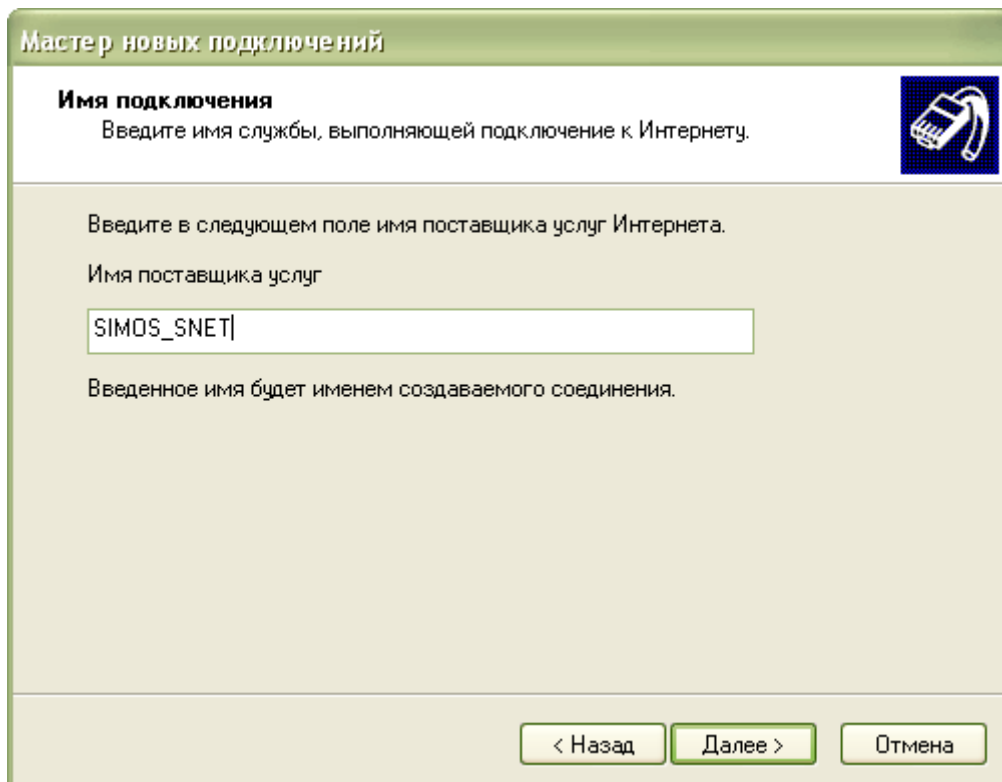 Мастер новых подключений
Имя подключения
Введите имя службы, выполняющей подключение к Интернету.
Введите в следующем поле имя поставщика услуг Интернета.
Имя поставщика услуг
SIMOS_SNET
Введенное имя будет именем создаваемого соединения.
< Назад Далее > Отмена